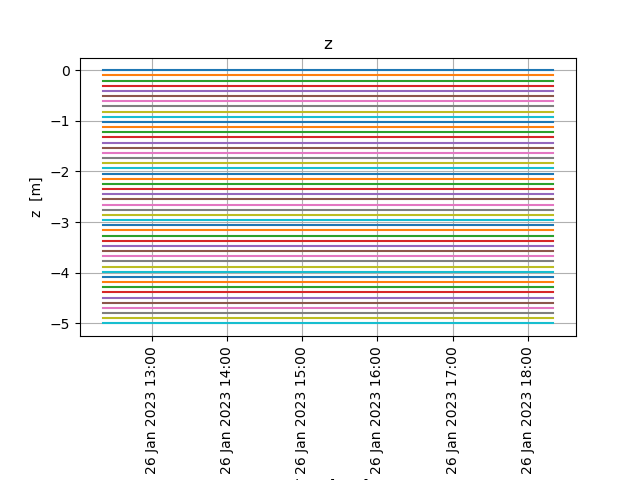 z
0
−1
−2
−3
−4
−5
z [m]
26 Jan 2023 13:00
26 Jan 2023 14:00
26 Jan 2023 15:00
26 Jan 2023 16:00
26 Jan 2023 17:00
26 Jan 2023 18:00